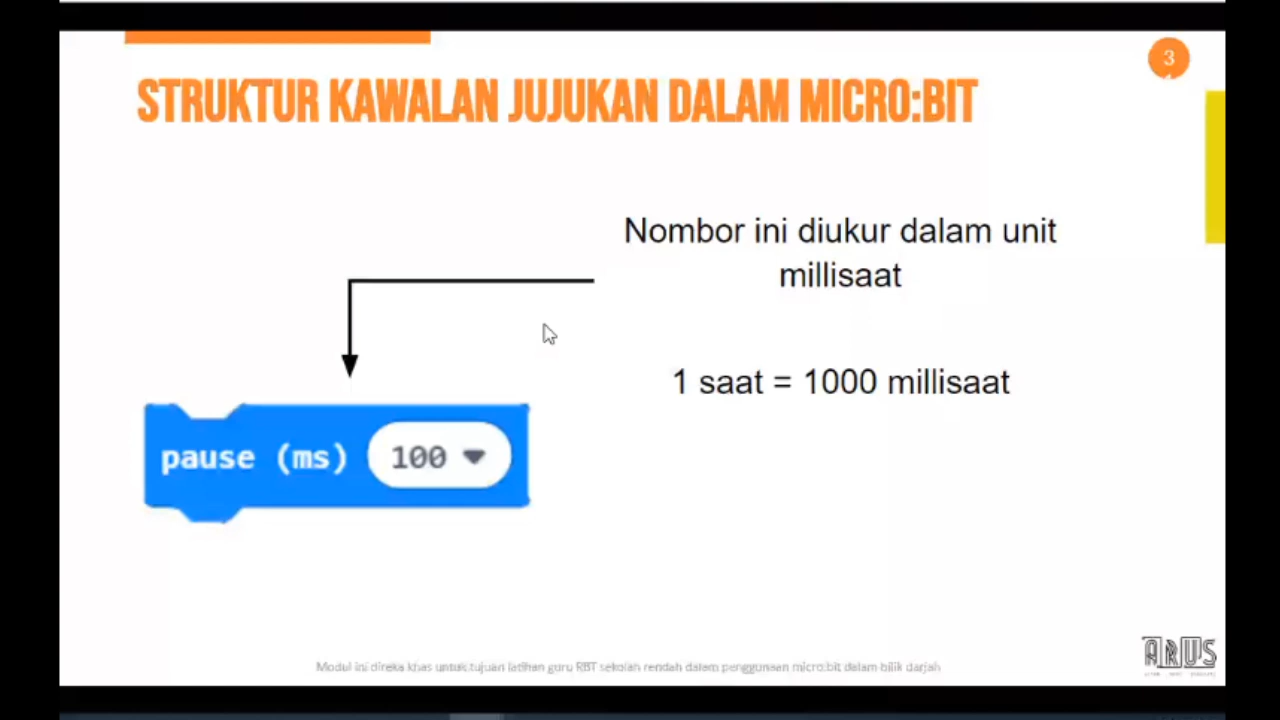 3
STRUKTUR KAWALAN JUJUKAN DALAM MICRO:BIT
Nombor ini diukur dalam unit
millisaat
1 saat = 1000 millisaat
pause (ms) 100
Modul ini direka khas untuk tujuan latihan guru RBT sekolah rendah dalam penggunaan micro:bit dalam bilik darjah
ARUS